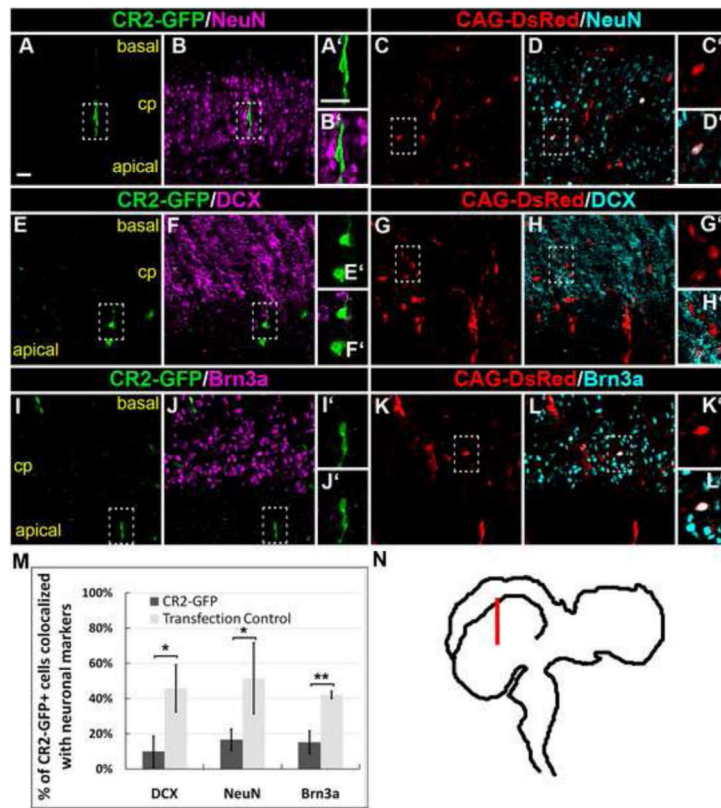 CR2-GFP/NeuN CAG-DsRed/NeuN
A basal cp apical B A' B' C D C' D'
CR2-GFP/DCX CAG-DsRed/DCX
E basal cp apical F E' F' G H G' H'
CR2-GFP/Brn3a CAG-DsRed/Brn3a
I basal cp apical J I' J' K L K' L'
M
% of CR2-GFP+ cells colocalized
with neuronal markers
100%
80%
60%
40%
20%
0%
CR2-GFP
Transfection Control
* * **
DCX NeuN Brn3a
N